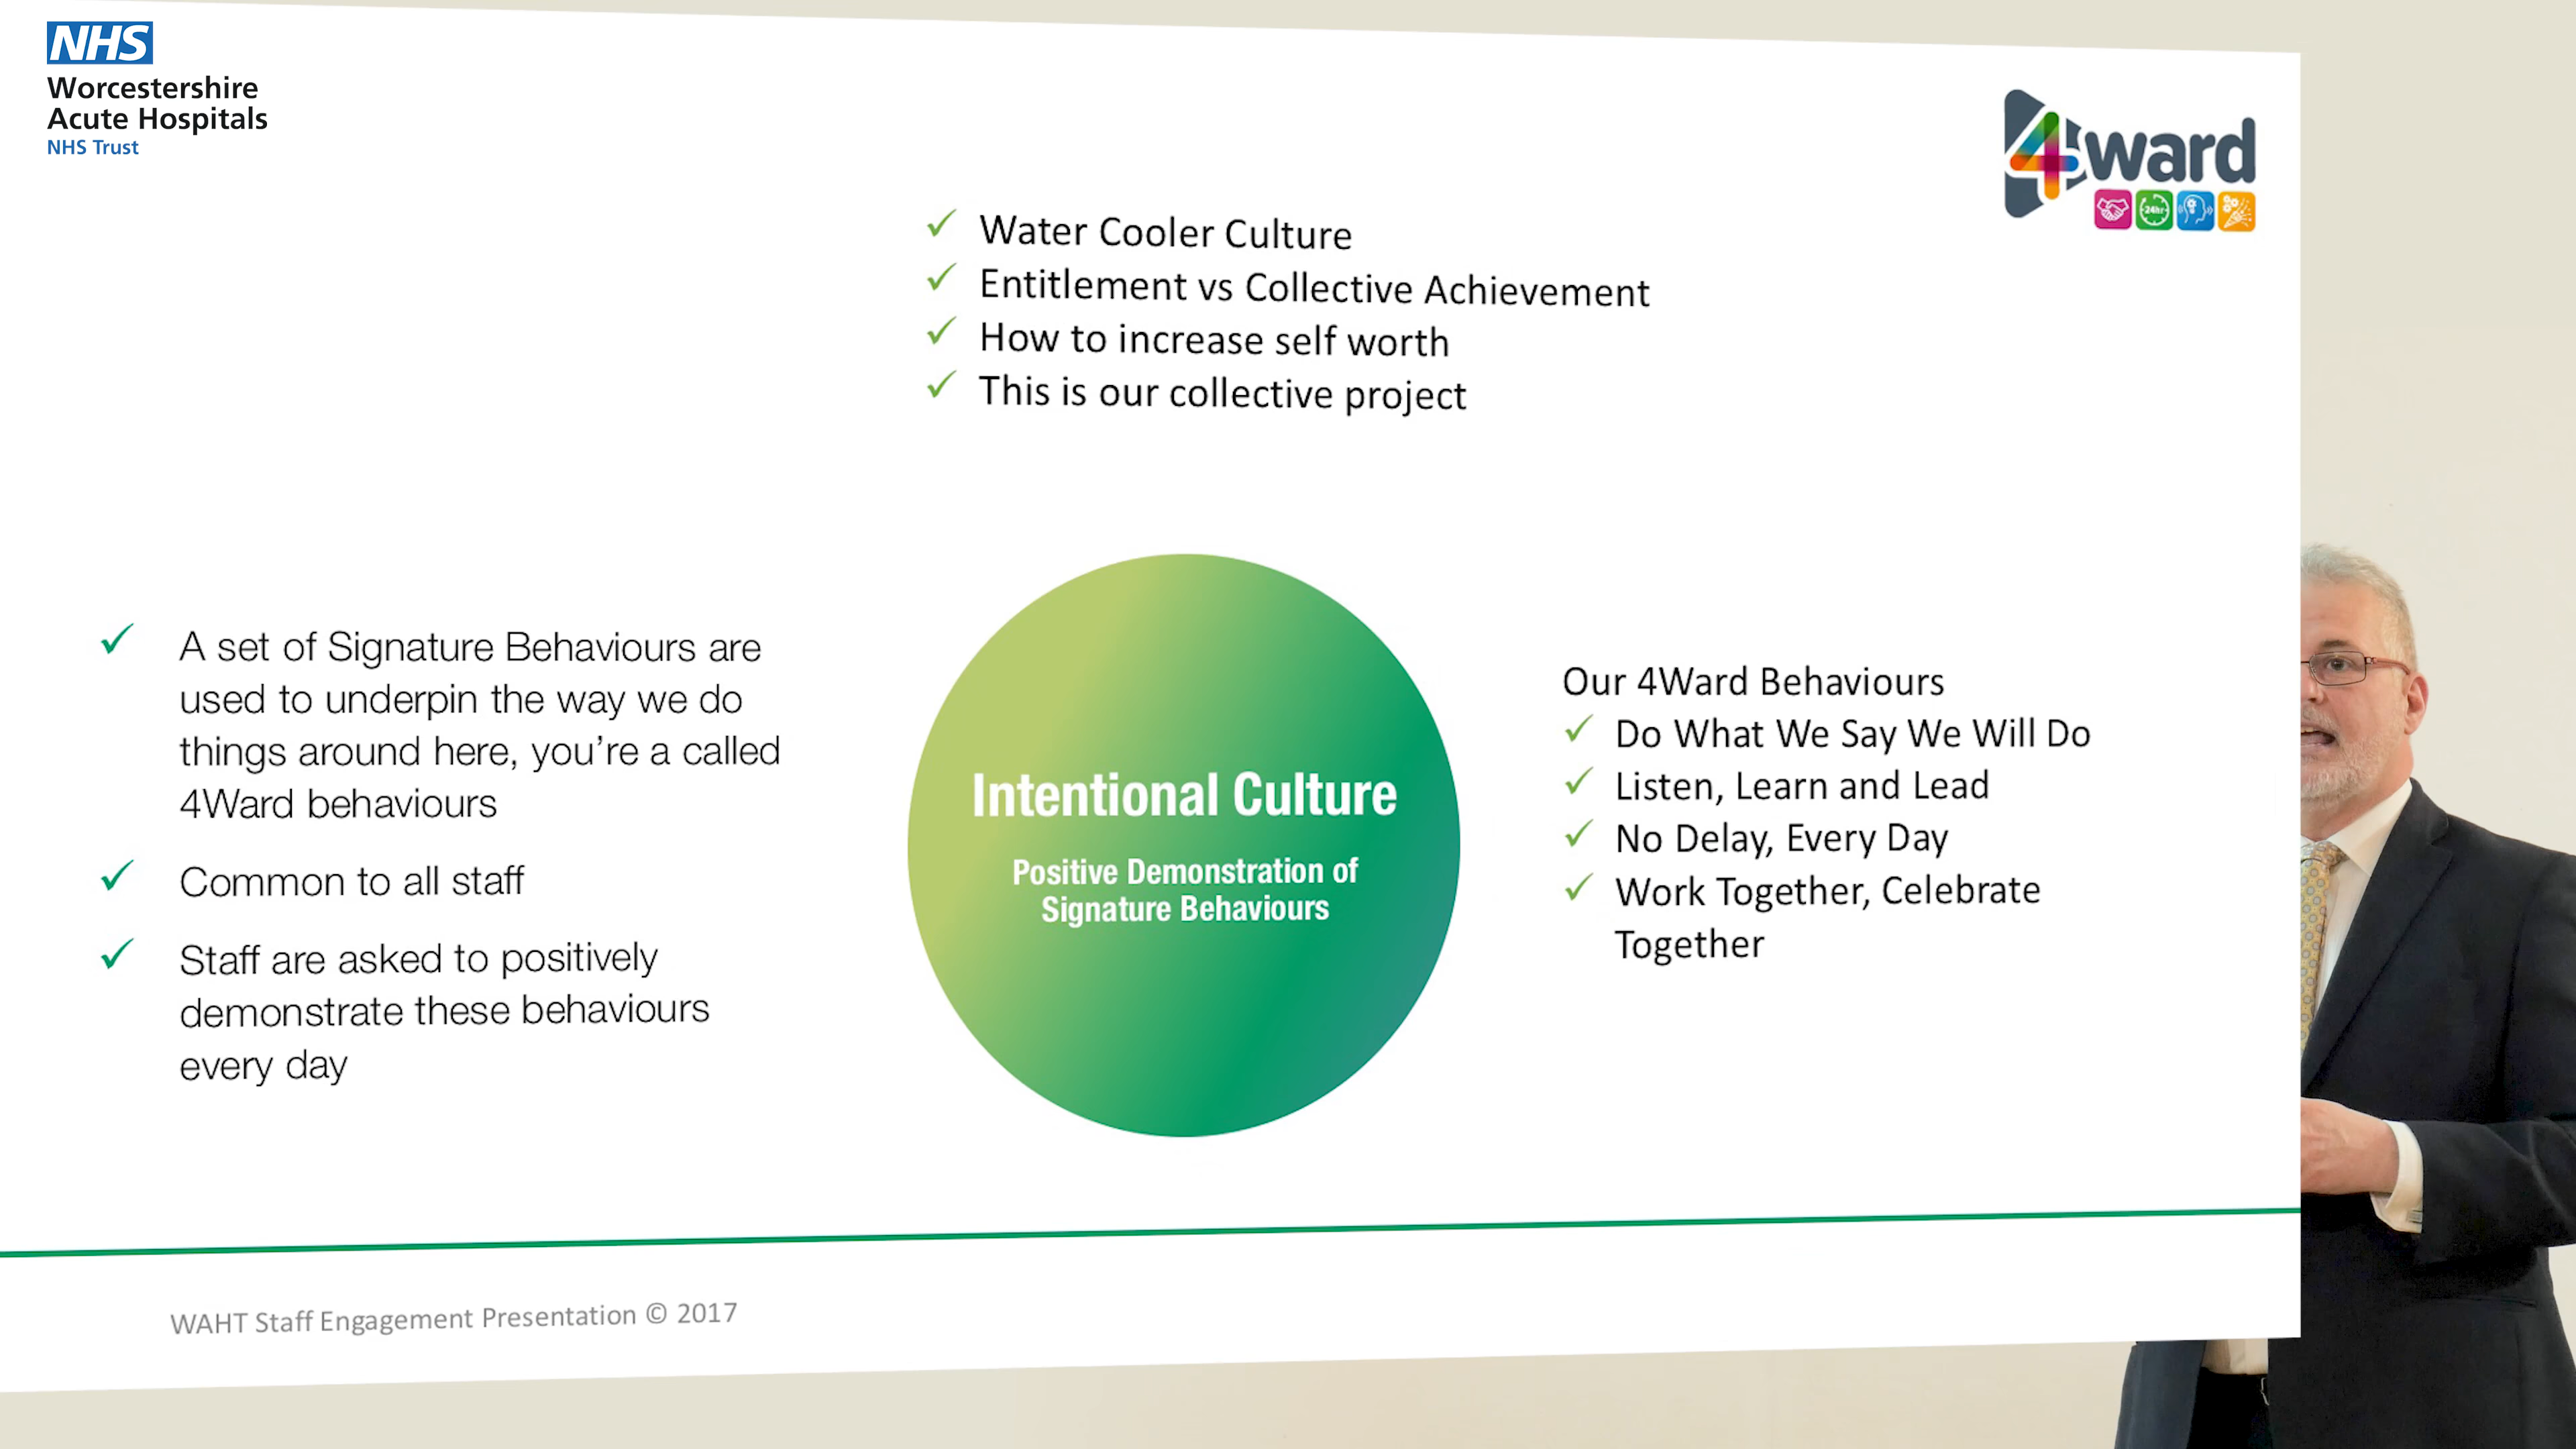 NHS
Worcestershire
Acute Hospitals
NHS Trust
4ward
24hr
Water Cooler Culture
Entitlement vs Collective Achievement
How to increase self worth
This is our collective project
A set of Signature Behaviours are
used to underpin the way we do
things around here, you’re a called
4Ward behaviours
Common to all staff
Staff are asked to positively
demonstrate these behaviours
every day
Intentional Culture
Positive Demonstration of
Signature Behaviours
Our 4Ward Behaviours
Do What We Say We Will Do
Listen, Learn and Lead
No Delay, Every Day
Work Together, Celebrate
Together
WAHT Staff Engagement Presentation © 2017